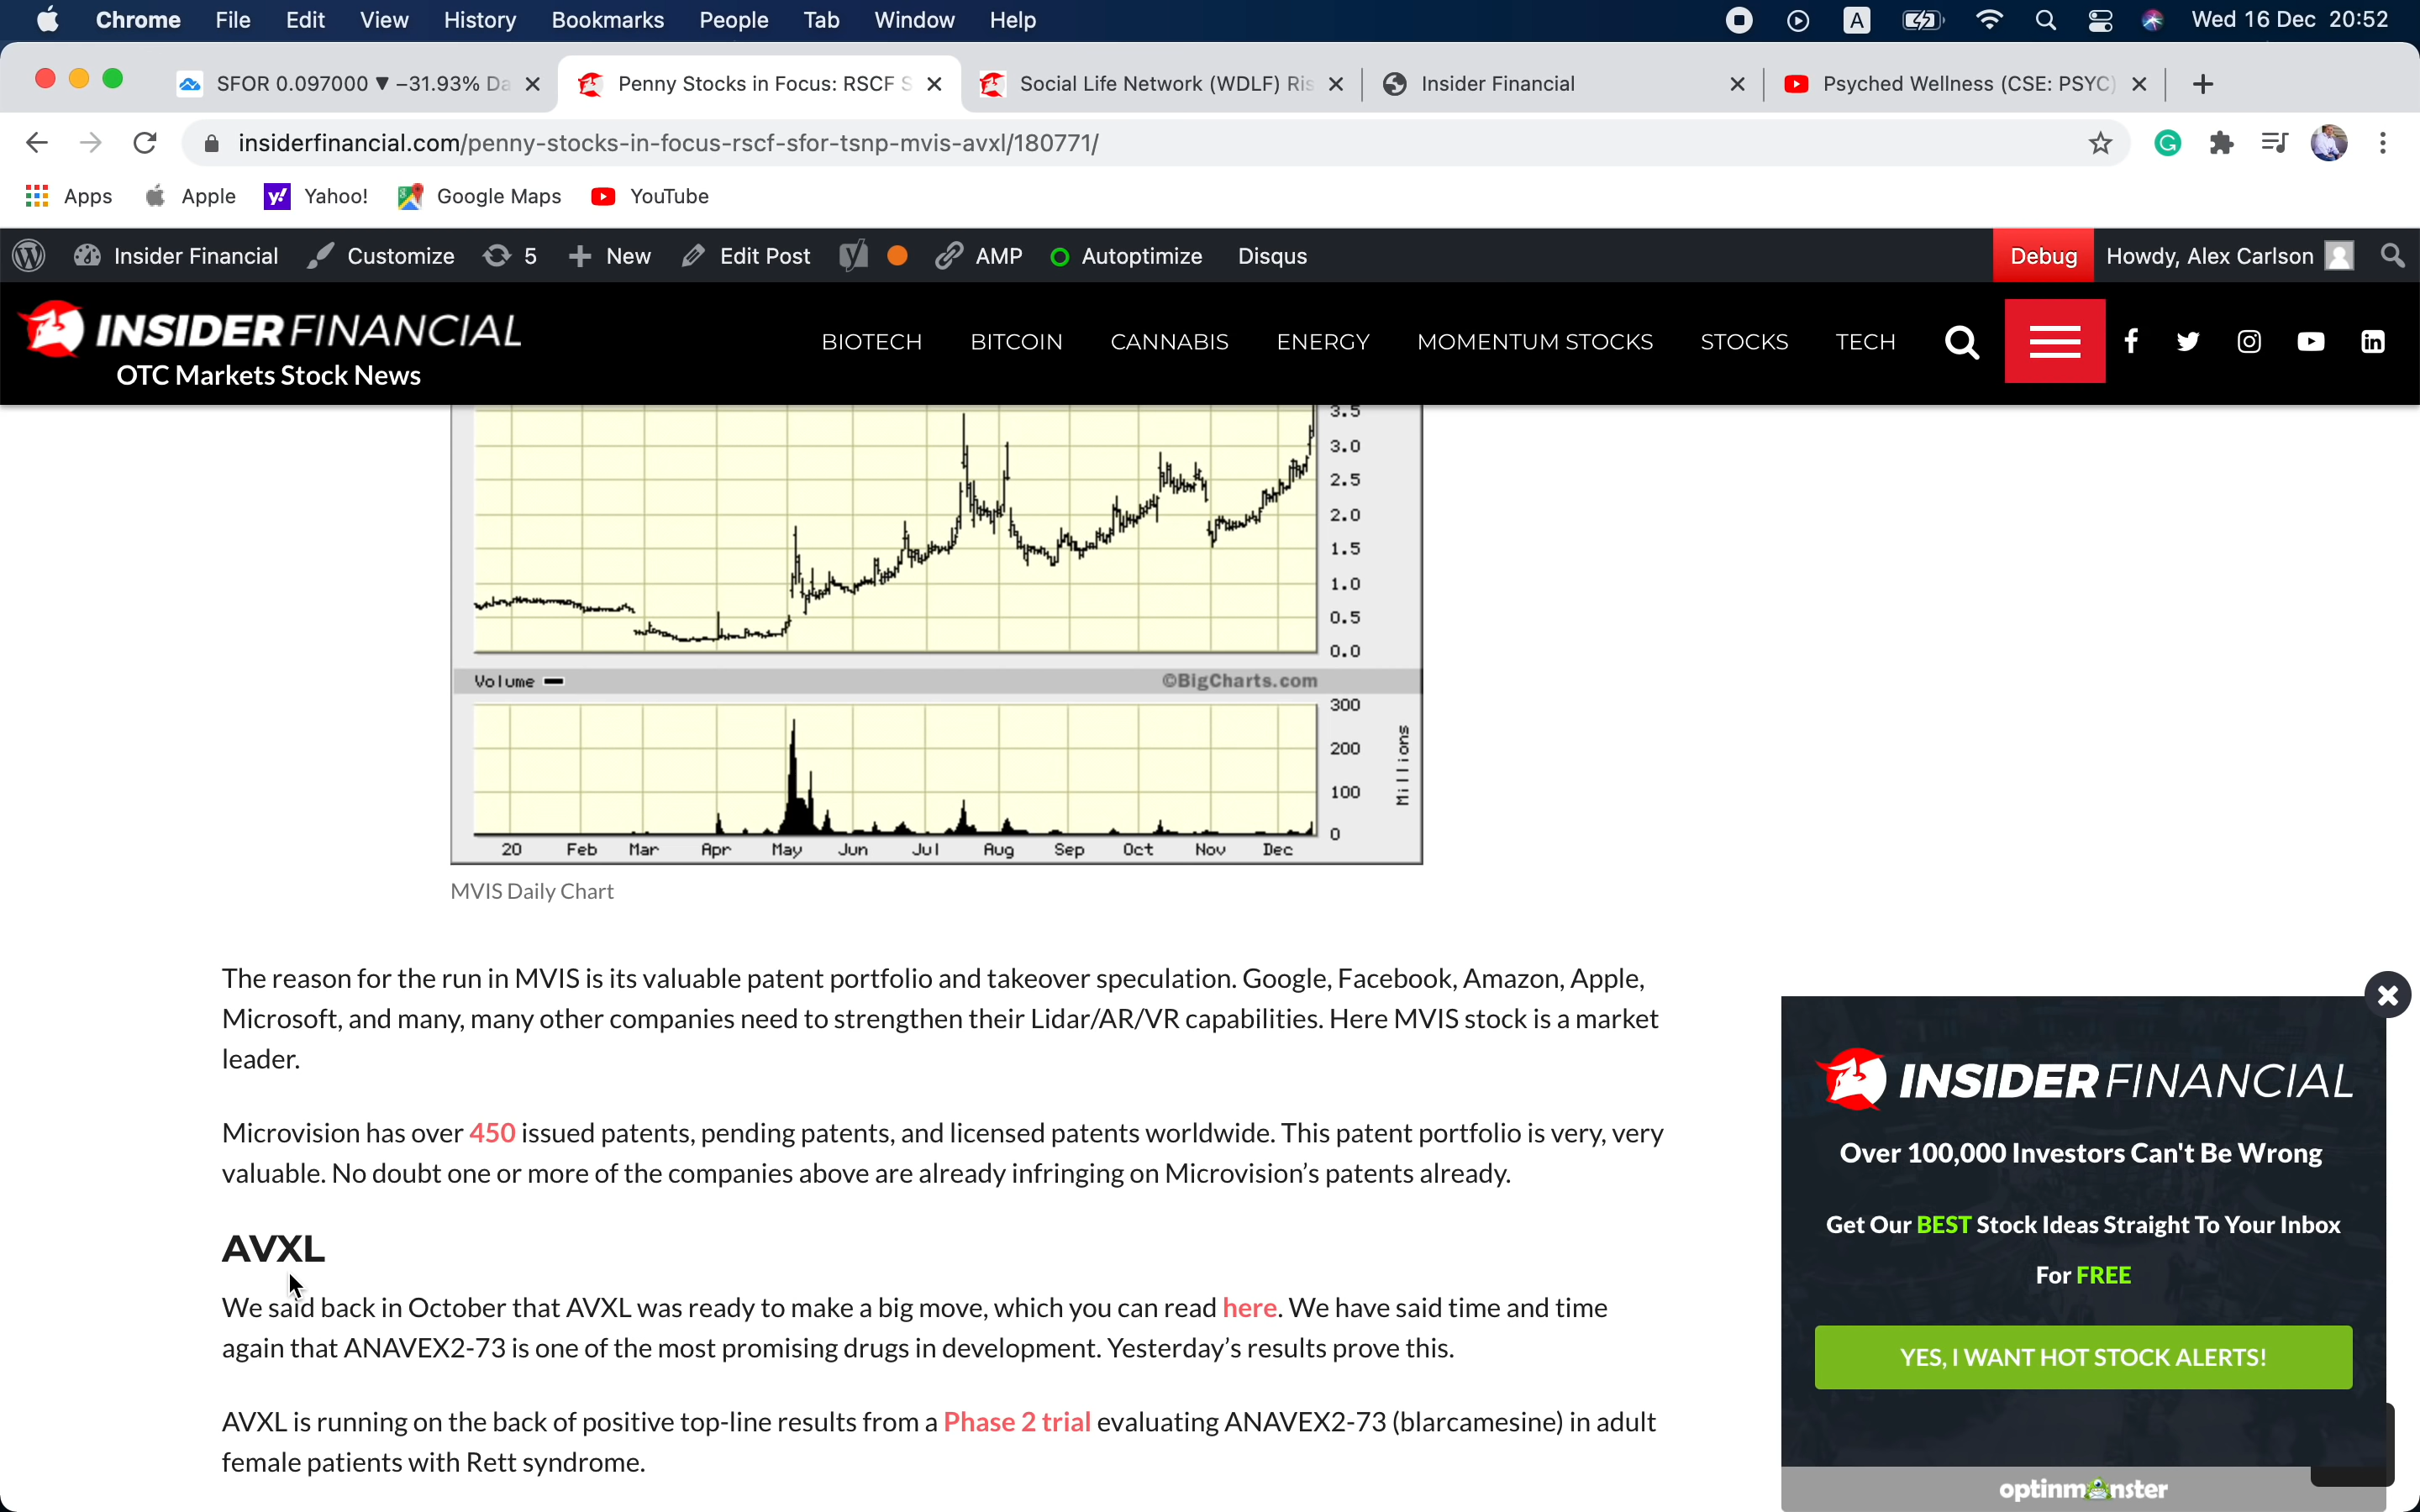 Chrome File Edit View History Bookmarks People Tab Window Help A Wed 16 Dec 20:52
SFOR 0.097000 ▼ −31.93% Da Penny Stocks in Focus: RSCF S Social Life Network (WDLF) Ris Insider Financial Psyched Wellness (CSE: PSYC)
insiderfinancial.com/penny-stocks-in-focus-rscf-sfor-tsnp-mvis-avxl/180771/
Apps Apple Yahoo! Google Maps YouTube
Insider Financial Customize 5 New Edit Post AMP Autoptimize Disqus Debug Howdy, Alex Carlson
INSIDER FINANCIAL
OTC Markets Stock News
BIOTECH BITCOIN CANNABIS ENERGY MOMENTUM STOCKS STOCKS TECH
3.5
3.0
2.5
2.0
1.5
1.0
0.5
0.0
Volume ©BigCharts.com
300
200
100
0
Millions
20 Feb Mar Apr May Jun Jul Aug Sep Oct Nov Dec
MVIS Daily Chart
The reason for the run in MVIS is its valuable patent portfolio and takeover speculation. Google, Facebook, Amazon, Apple,
Microsoft, and many, many other companies need to strengthen their Lidar/AR/VR capabilities. Here MVIS stock is a market
leader.
Microvision has over 450 issued patents, pending patents, and licensed patents worldwide. This patent portfolio is very, very
valuable. No doubt one or more of the companies above are already infringing on Microvision's patents already.
AVXL
We said back in October that AVXL was ready to make a big move, which you can read here. We have said time and time
again that ANAVEX2-73 is one of the most promising drugs in development. Yesterday's results prove this.
AVXL is running on the back of positive top-line results from a Phase 2 trial evaluating ANAVEX2-73 (blarcamesine) in adult
female patients with Rett syndrome.
INSIDER FINANCIAL
Over 100,000 Investors Can't Be Wrong
Get Our BEST Stock Ideas Straight To Your Inbox
For FREE
YES, I WANT HOT STOCK ALERTS!
optinmonster